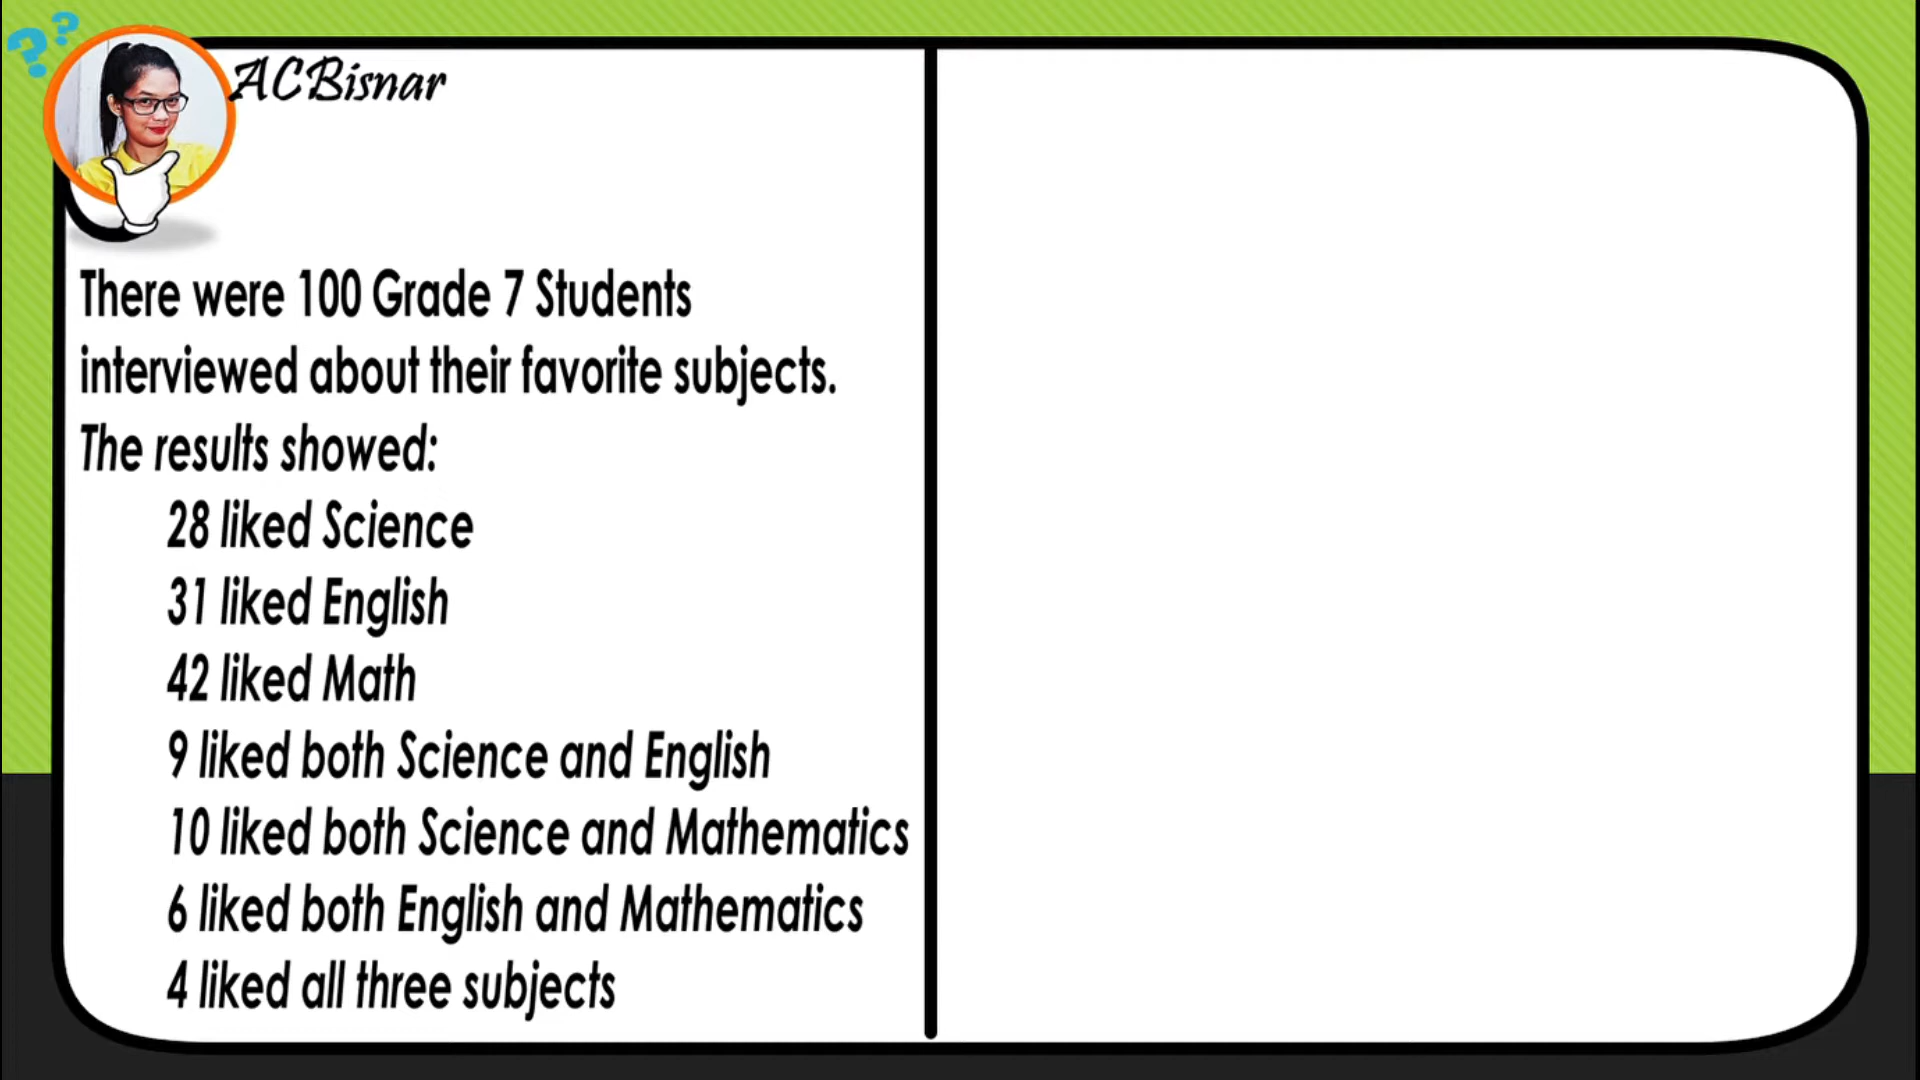 ACBisnar
There were 100 Grade 7 Students
interviewed about their favorite subjects.
The results showed:
28 liked Science
31 liked English
42 liked Math
9 liked both Science and English
10 liked both Science and Mathematics
6 liked both English and Mathematics
4 liked all three subjects